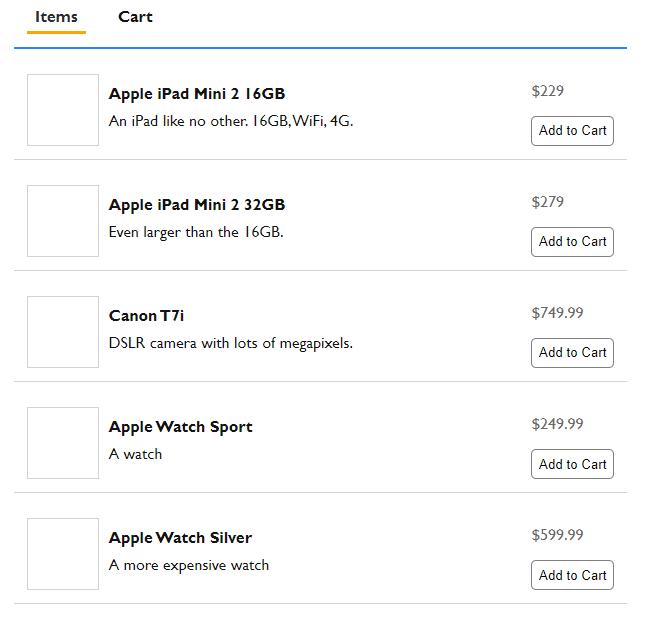 Items Cart
Apple iPad Mini 2 16GB
$229
An iPad like no other. 16GB, WiFi, 4G.
Add to Cart
Apple iPad Mini 2 32GB
$279
Even larger than the 16GB.
Add to Cart
Canon T7i
$749.99
DSLR camera with lots of megapixels.
Add to Cart
Apple Watch Sport
$249.99
A watch
Add to Cart
Apple Watch Silver
$599.99
A more expensive watch
Add to Cart